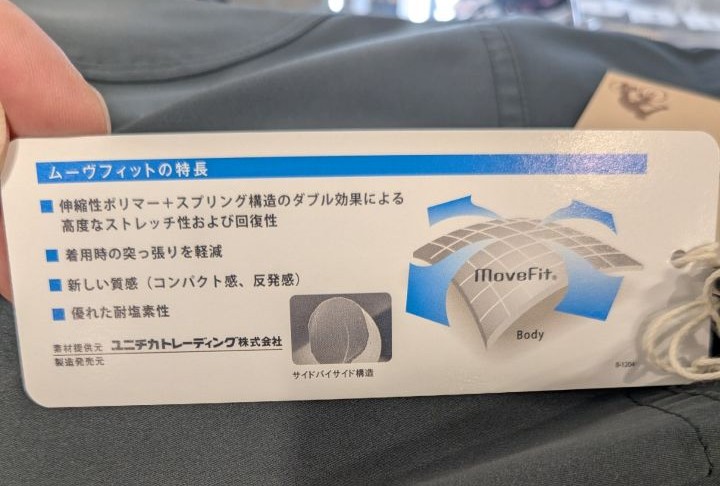 ムーヴフィットの特長
伸縮性ポリマー＋スプリング構造のダブル効果による
高度なストレッチ性および回復性
着用時の突っ張りを軽減
新しい質感（コンパクト感、反発感）
優れた耐塩素性
素材提供元 ユニチカトレーディング株式会社
製造発売元
サイドバイサイド構造
MoveFit®
Body
S-1204